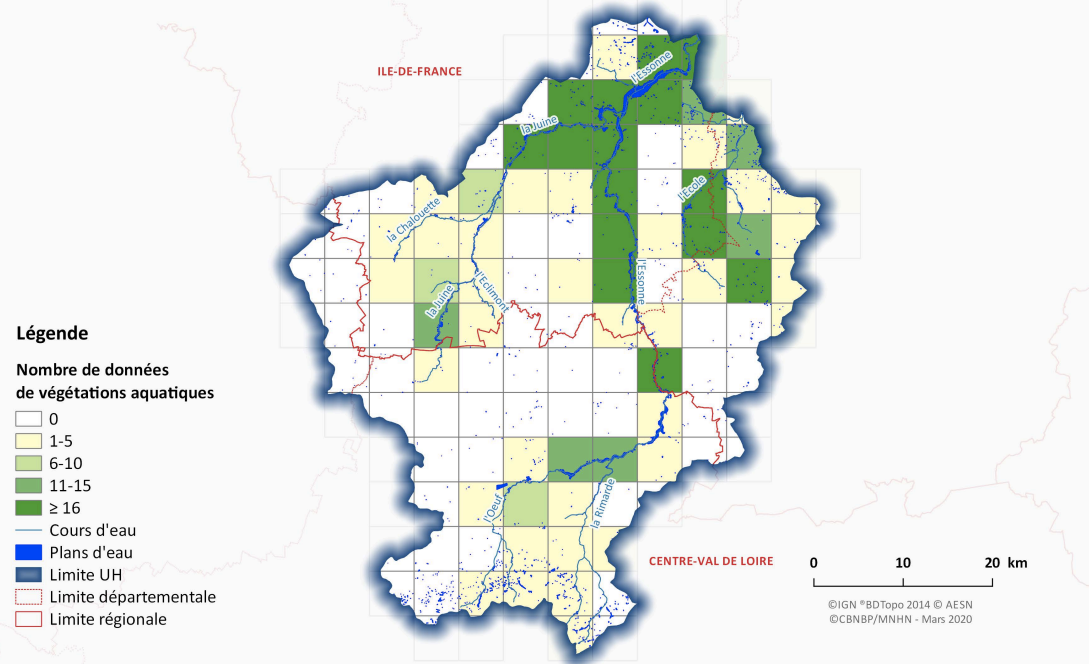 ILE-DE-FRANCE
l'Essonne
la Juine
l'Ecole
la Chalouette
l'Essonne
l'Eclimont
la Juine
l'Oeuf
la Rimarde
CENTRE-VAL DE LOIRE
Légende
Nombre de données
de végétations aquatiques
0
1-5
6-10
11-15
≥ 16
Cours d'eau
Plans d'eau
Limite UH
Limite départementale
Limite régionale
0 10 20 km
©IGN ®BDTopo 2014 © AESN
©CBNBP/MNHN - Mars 2020